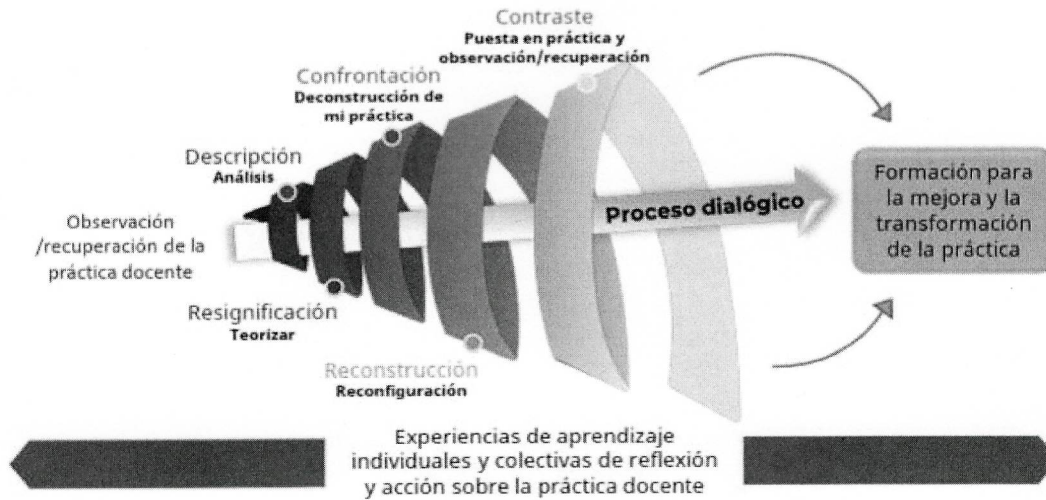 Contraste
Puesta en práctica y
observación/recuperación
Confrontación
Deconstrucción de
mi práctica
Descripción
Análisis
Observación
/recuperación de la
práctica docente
Resignificación
Teorizar
Reconstrucción
Reconfiguración
Proceso dialógico
Formación para
la mejora y la
transformación
de la práctica
Experiencias de aprendizaje
individuales y colectivas de reflexión
y acción sobre la práctica docente